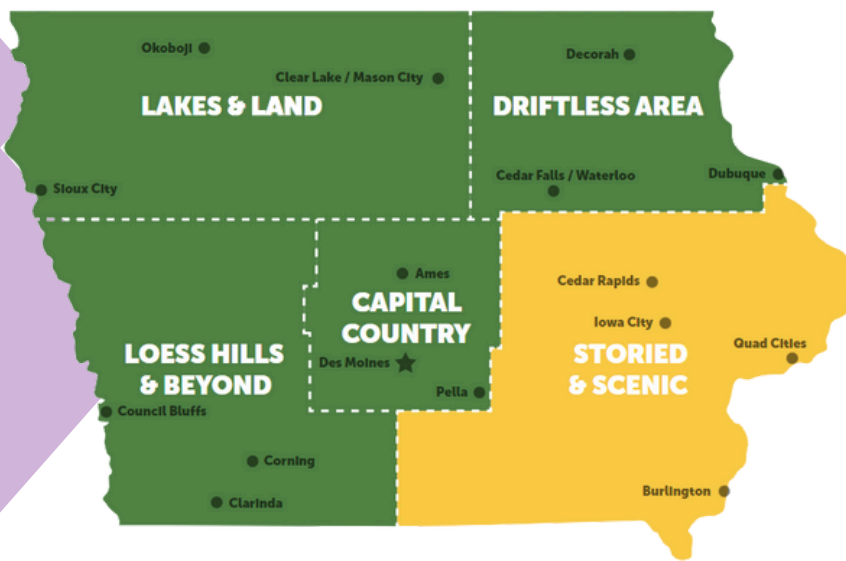 Okoboji
Decorah
Clear Lake / Mason City
LAKES & LAND
DRIFTLESS AREA
Cedar Falls / Waterloo
Dubuque
Sioux City
Ames
Cedar Rapids
CAPITAL
COUNTRY
Iowa City
Quad Cities
LOESS HILLS
& BEYOND
STORIED
& SCENIC
Des Moines
Pella
Council Bluffs
Corning
Clarinda
Burlington